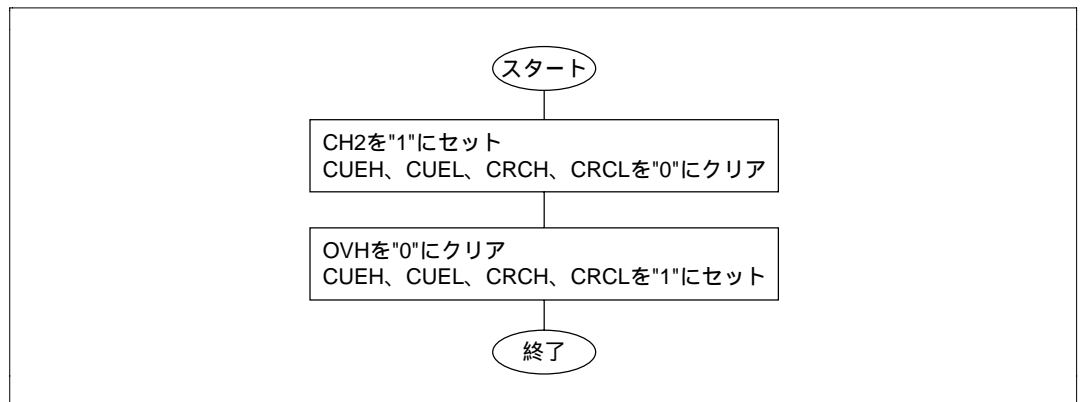 スタート
CH2を"1"にセット
CUEH、CUEL、CRCH、CRCLを"0"にクリア
OVHを"0"にクリア
CUEH、CUEL、CRCH、CRCLを"1"にセット
終了